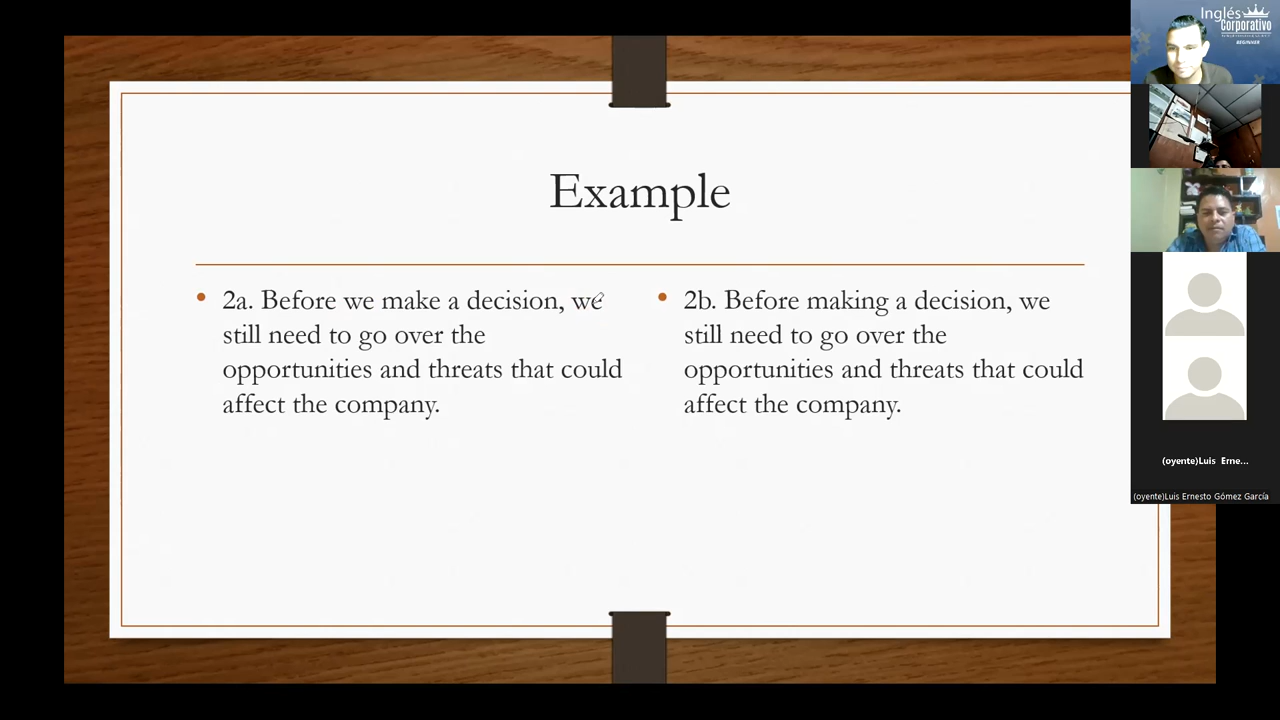 Inglés
Corporativo
BEGINNER
Example
• 2a. Before we make a decision, we
still need to go over the
opportunities and threats that could
affect the company.
• 2b. Before making a decision, we
still need to go over the
opportunities and threats that could
affect the company.
(oyente)Luis Erne...
(oyente)Luis Ernesto Gómez García